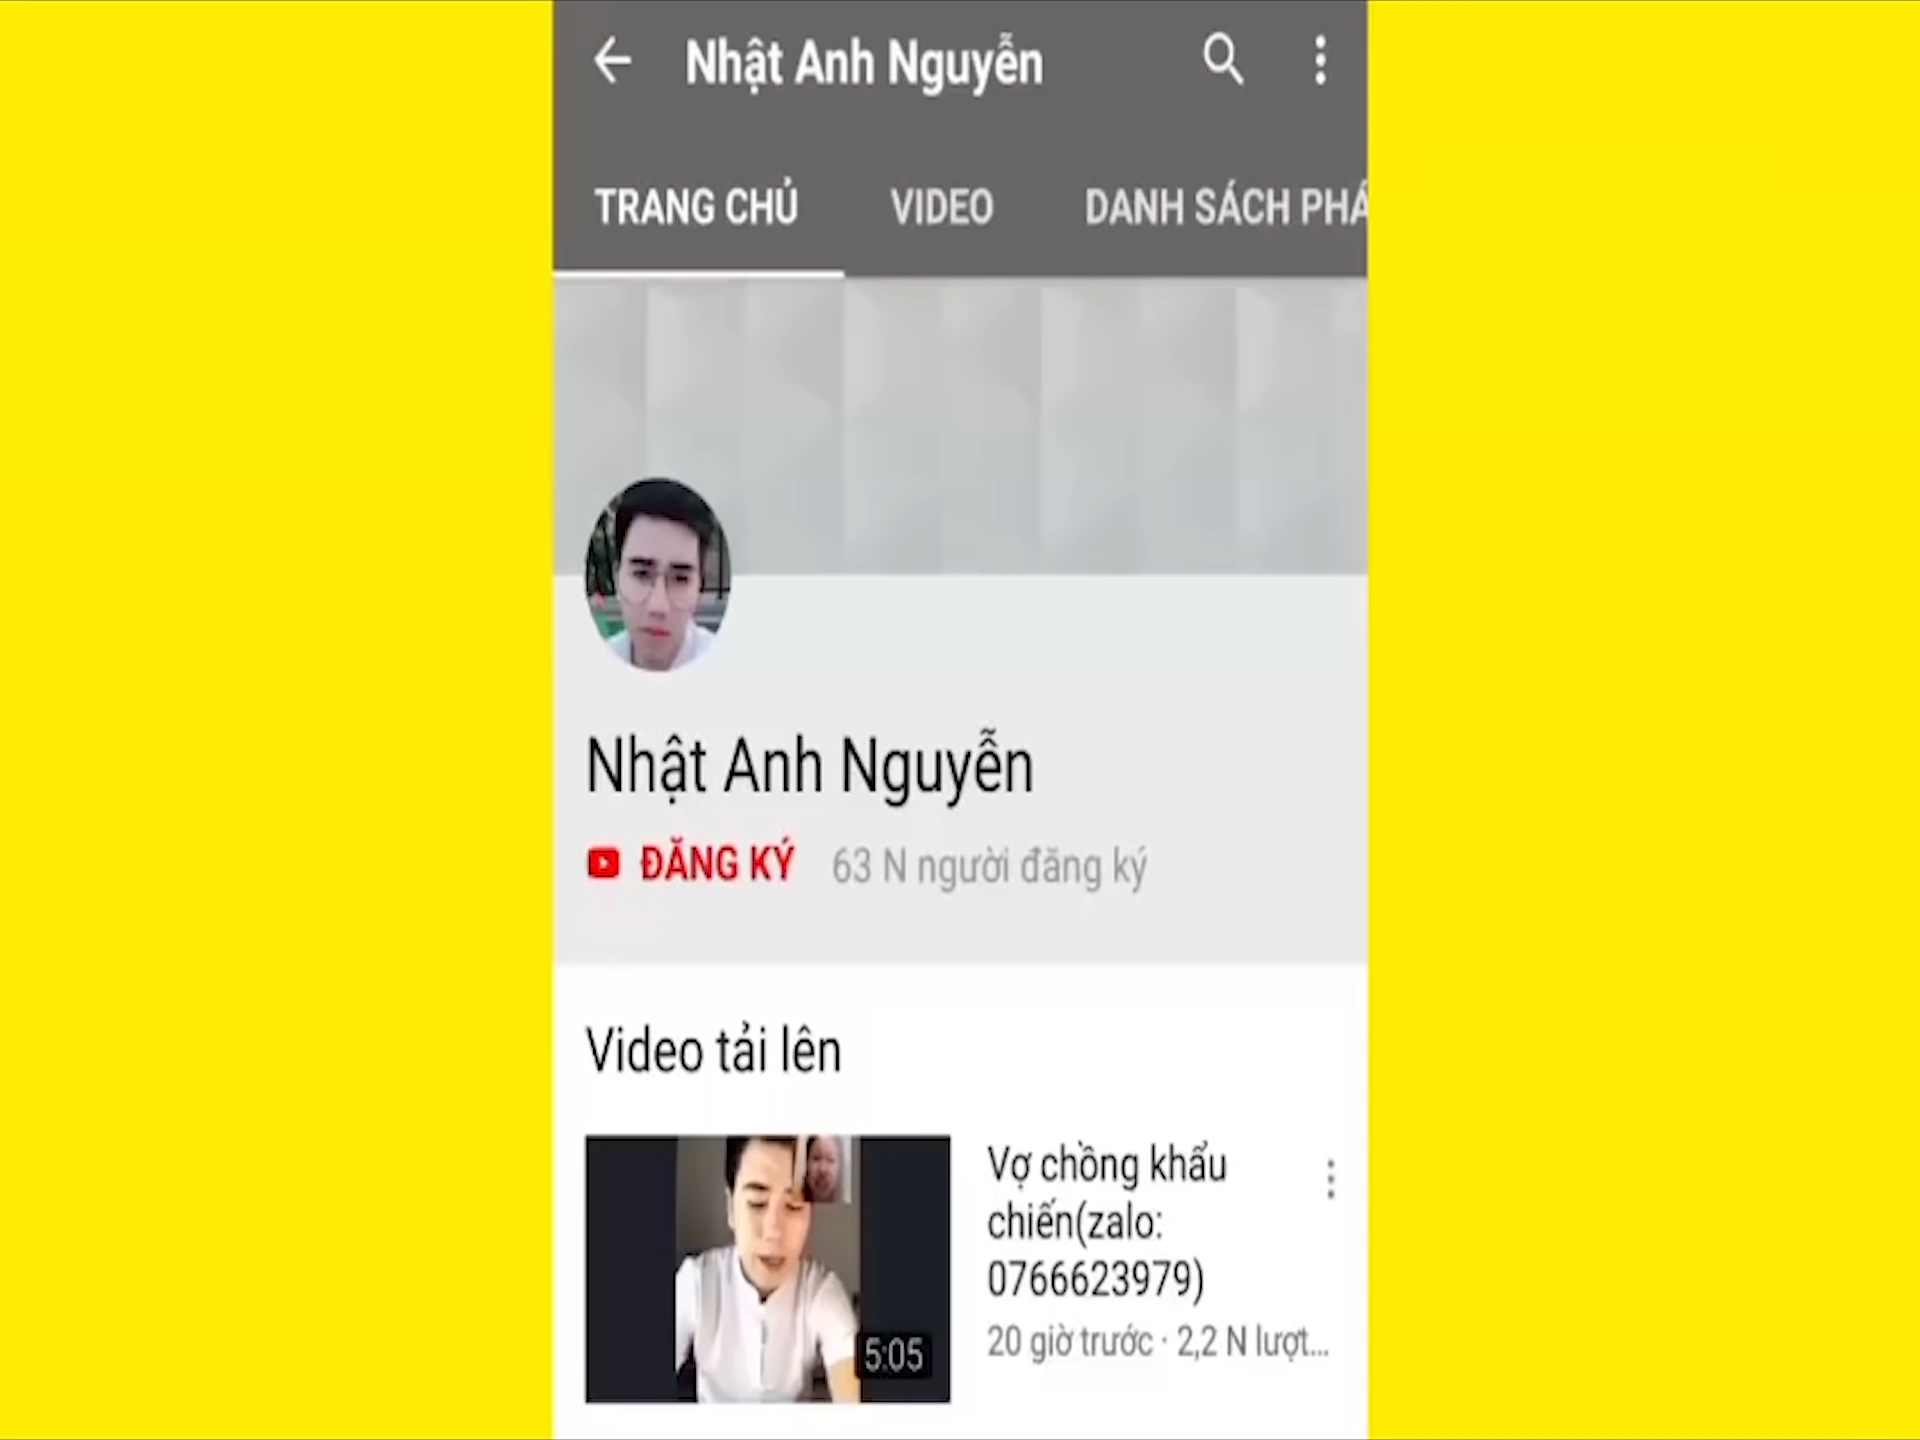 Nhật Anh Nguyễn
TRANG CHỦ VIDEO DANH SÁCH PHÁ
Nhật Anh Nguyễn
ĐĂNG KÝ 63 N người đăng ký
Video tải lên
Vợ chồng khẩu
chiến(zalo:
0766623979)
20 giờ trước · 2,2 N lượt...
5:05